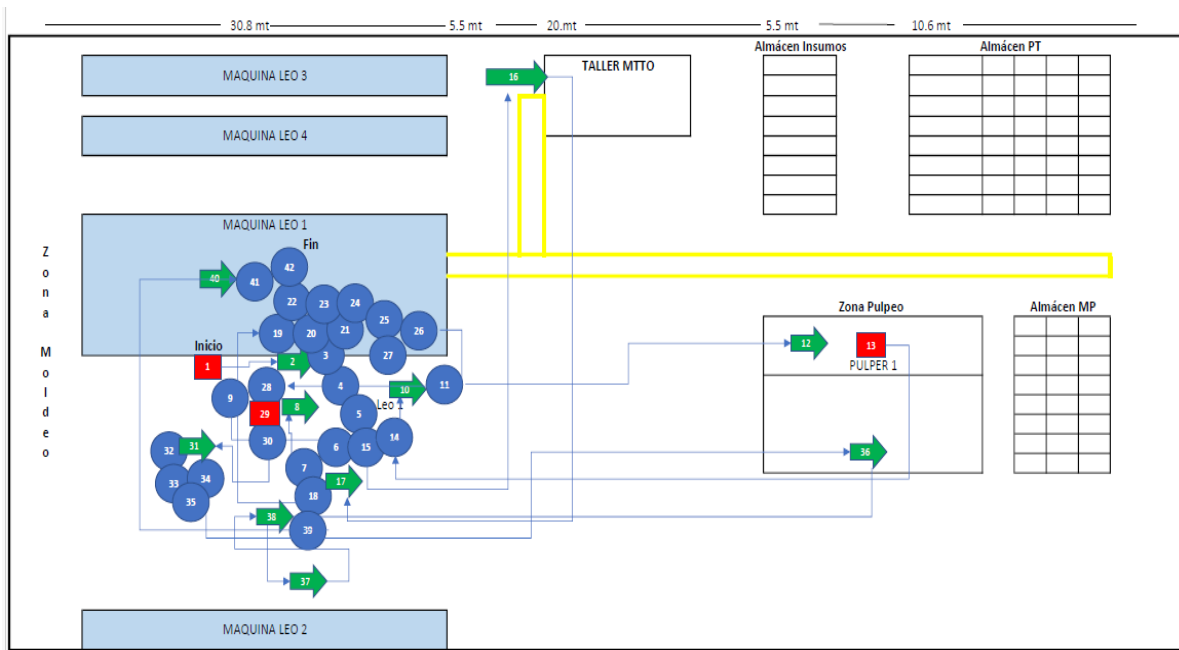 30.8 mt 5.5 mt 20.mt 5.5 mt 10.6 mt
Almácen Insumos Almácen PT
MAQUINA LEO 3 16 TALLER MTTO
MAQUINA LEO 4
MAQUINA LEO 1
Fin
Zona Moldeo
40 41 42
22 23 24
25
26
19 20 21
27
Zona Pulpeo Almácen MP
Inicio
1 2 3
12 13
PULPER 1
28 4 10 11
9
29 8 Leo 1
5
30 6 15 14
32 31
36
7
33 34 17
35 18
38
39
37
MAQUINA LEO 2